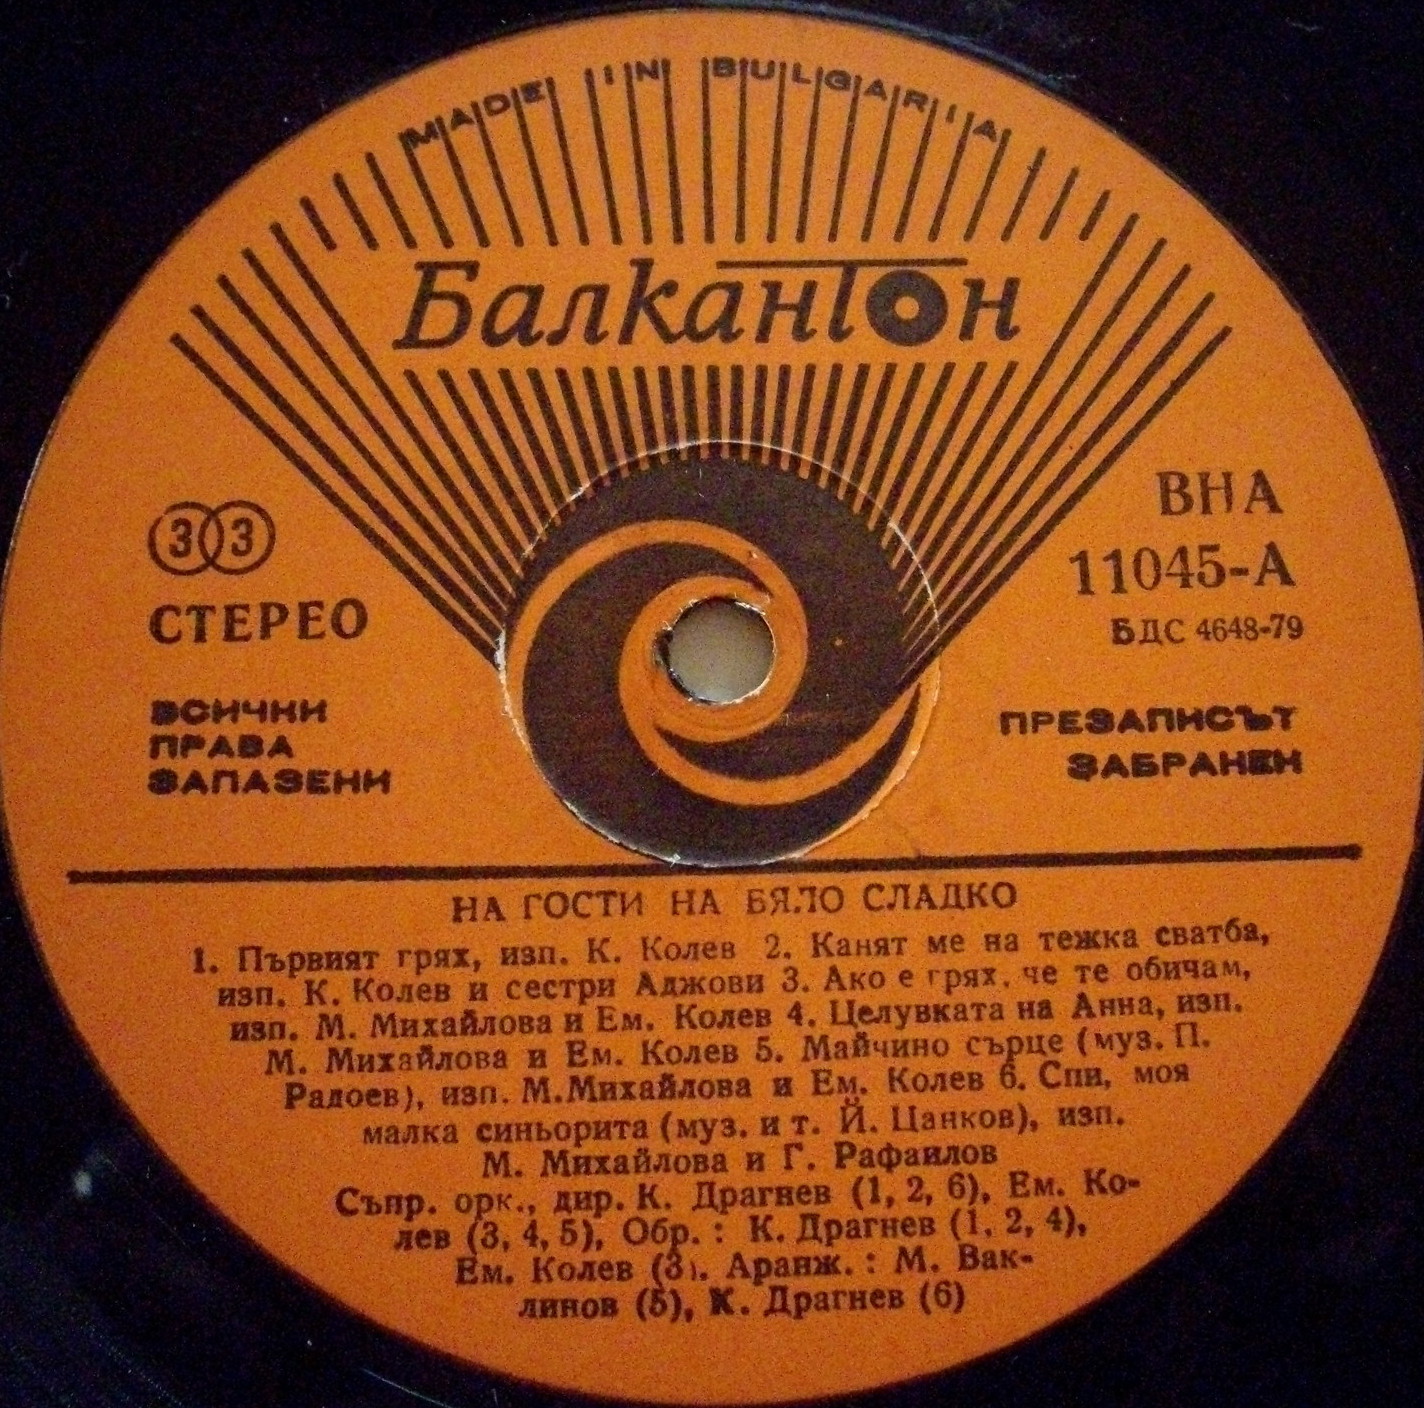 MADE IN BULGARIA
Балкантон
33
СТЕРЕО
ВСИЧКИ
ПРАВА
ЗАПАЗЕНИ
ВНА
11045-А
БДС 4648-79
ПРЕЗАПИСЪТ
ЗАБРАНЕН
НА ГОСТИ НА БЯЛО СЛАДКО
1. Първият грях, изп. К. Колев 2. Канят ме на тежка сватба,
изп. К. Колев и сестри Аджови 3. Ако е грях, че те обичам,
изп. М. Михайлова и Ем. Колев 4. Целувката на Анна, изп.
М. Михайлова и Ем. Колев 5. Майчино сърце (муз. П.
Радоев), изп. М.Михайлова и Ем. Колев 6. Спи, моя
малка синьорита (муз. и т. Й. Цанков), изп.
М. Михайлова и Г. Рафаилов
Съпр. орк., дир. К. Драгнев (1, 2, 6), Ем. Ко-
лев (3, 4, 5), Обр. : К. Драгнев (1, 2, 4),
Ем. Колев (3). Аранж. : М. Вак-
линов (5), К. Драгнев (6)